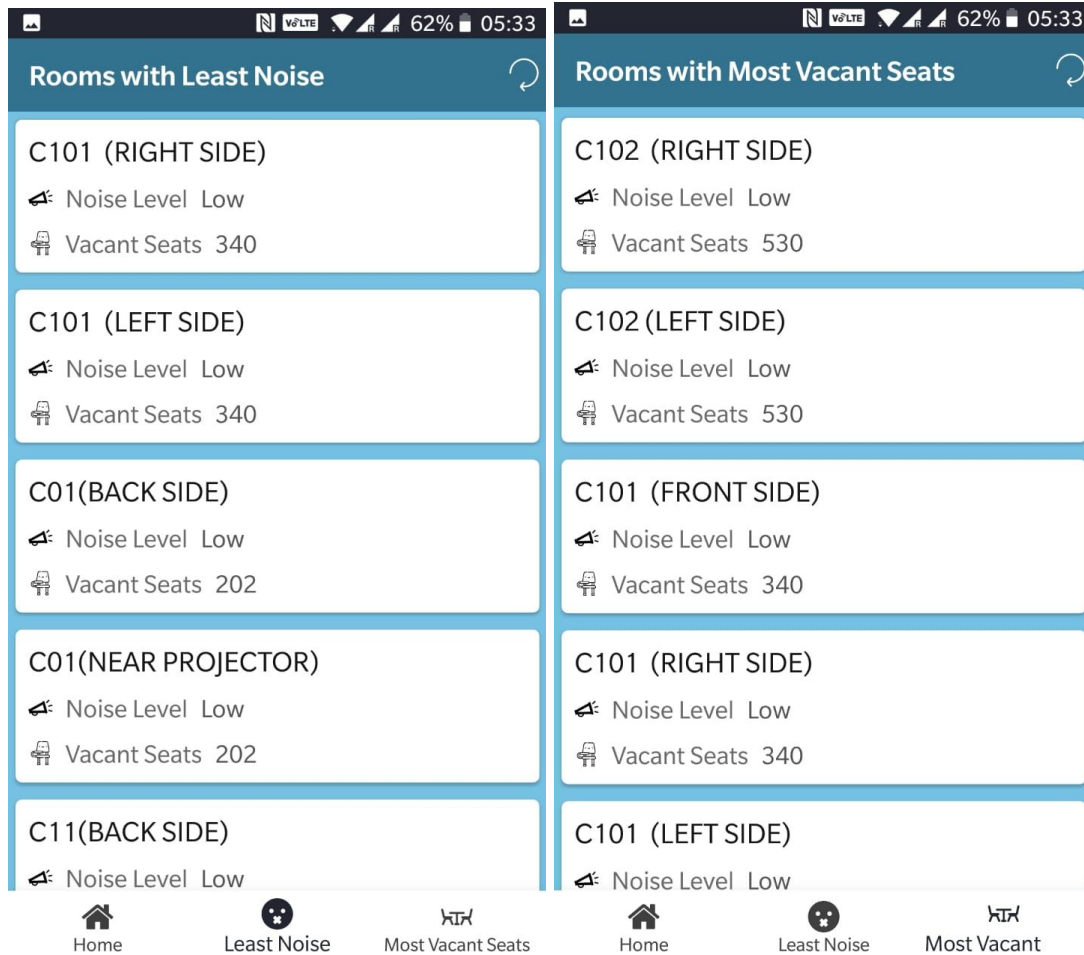 62% 05:33
Rooms with Least Noise
C101 (RIGHT SIDE)
Noise Level Low
Vacant Seats 340
C101 (LEFT SIDE)
Noise Level Low
Vacant Seats 340
C01(BACK SIDE)
Noise Level Low
Vacant Seats 202
C01(NEAR PROJECTOR)
Noise Level Low
Vacant Seats 202
C11(BACK SIDE)
Noise Level Low
Home Least Noise Most Vacant Seats
VoLTE R R 62% 05:33
Rooms with Most Vacant Seats
C102 (RIGHT SIDE)
Noise Level Low
Vacant Seats 530
C102 (LEFT SIDE)
Noise Level Low
Vacant Seats 530
C101 (FRONT SIDE)
Noise Level Low
Vacant Seats 340
C101 (RIGHT SIDE)
Noise Level Low
Vacant Seats 340
C101 (LEFT SIDE)
Noise Level Low
Home Least Noise Most Vacant